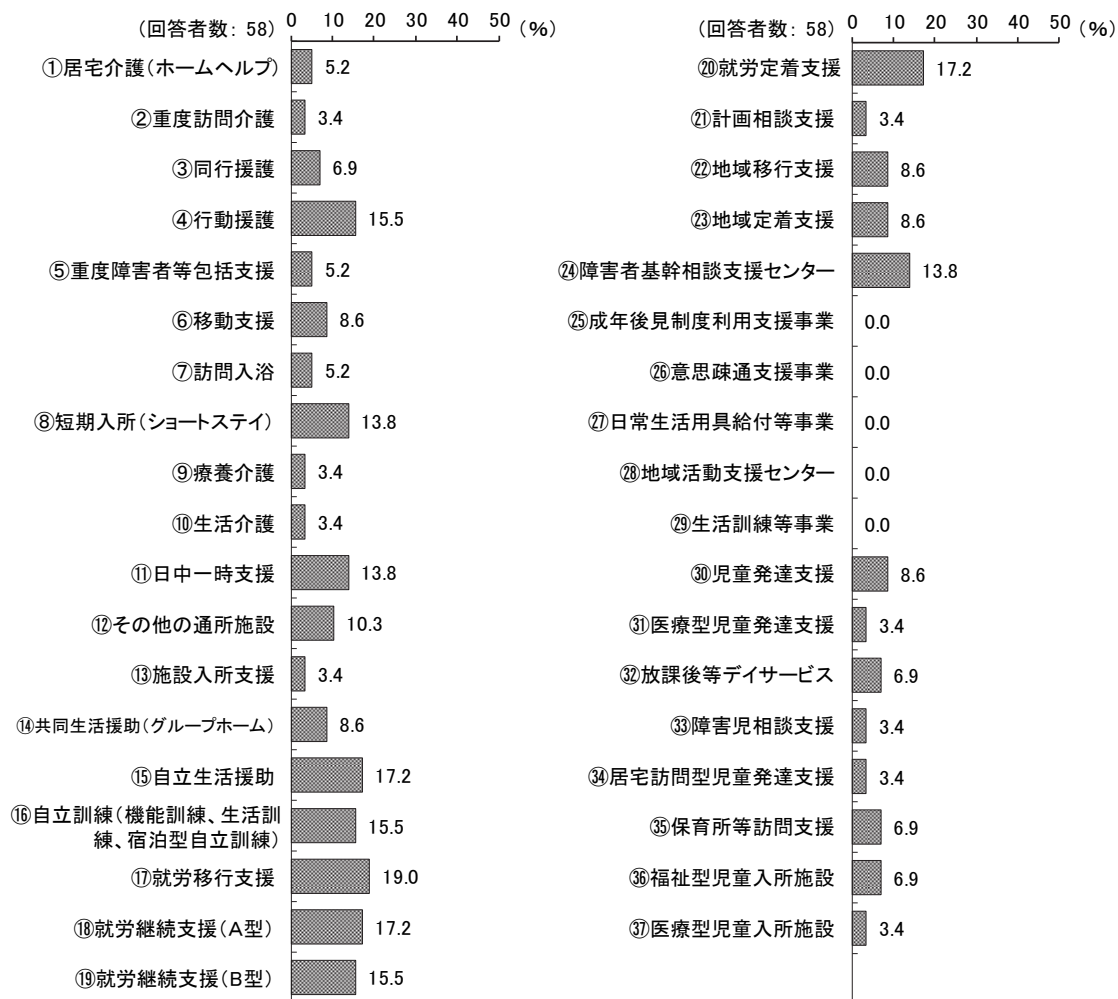 (回答者数: 58) 0 10 20 30 40 50 (%)
①居宅介護(ホームヘルプ) 5.2
②重度訪問介護 3.4
③同行援護 6.9
④行動援護 15.5
⑤重度障害者等包括支援 5.2
⑥移動支援 8.6
⑦訪問入浴 5.2
⑧短期入所(ショートステイ) 13.8
⑨療養介護 3.4
⑩生活介護 3.4
⑪日中一時支援 13.8
⑫その他の通所施設 10.3
⑬施設入所支援 3.4
⑭共同生活援助(グループホーム) 8.6
⑮自立生活援助 17.2
⑯自立訓練(機能訓練、生活訓
練、宿泊型自立訓練) 15.5
⑰就労移行支援 19.0
⑱就労継続支援(A型) 17.2
⑲就労継続支援(B型) 15.5
(回答者数: 58) 0 10 20 30 40 50 (%)
⑳就労定着支援 17.2
㉑計画相談支援 3.4
㉒地域移行支援 8.6
㉓地域定着支援 8.6
㉔障害者基幹相談支援センター 13.8
㉕成年後見制度利用支援事業 0.0
㉖意思疎通支援事業 0.0
㉗日常生活用具給付等事業 0.0
㉘地域活動支援センター 0.0
㉙生活訓練等事業 0.0
㉚児童発達支援 8.6
㉛医療型児童発達支援 3.4
㉜放課後等デイサービス 6.9
㉝障害児相談支援 3.4
㉞居宅訪問型児童発達支援 3.4
㉟保育所等訪問支援 6.9
㊱福祉型児童入所施設 6.9
㊲医療型児童入所施設 3.4